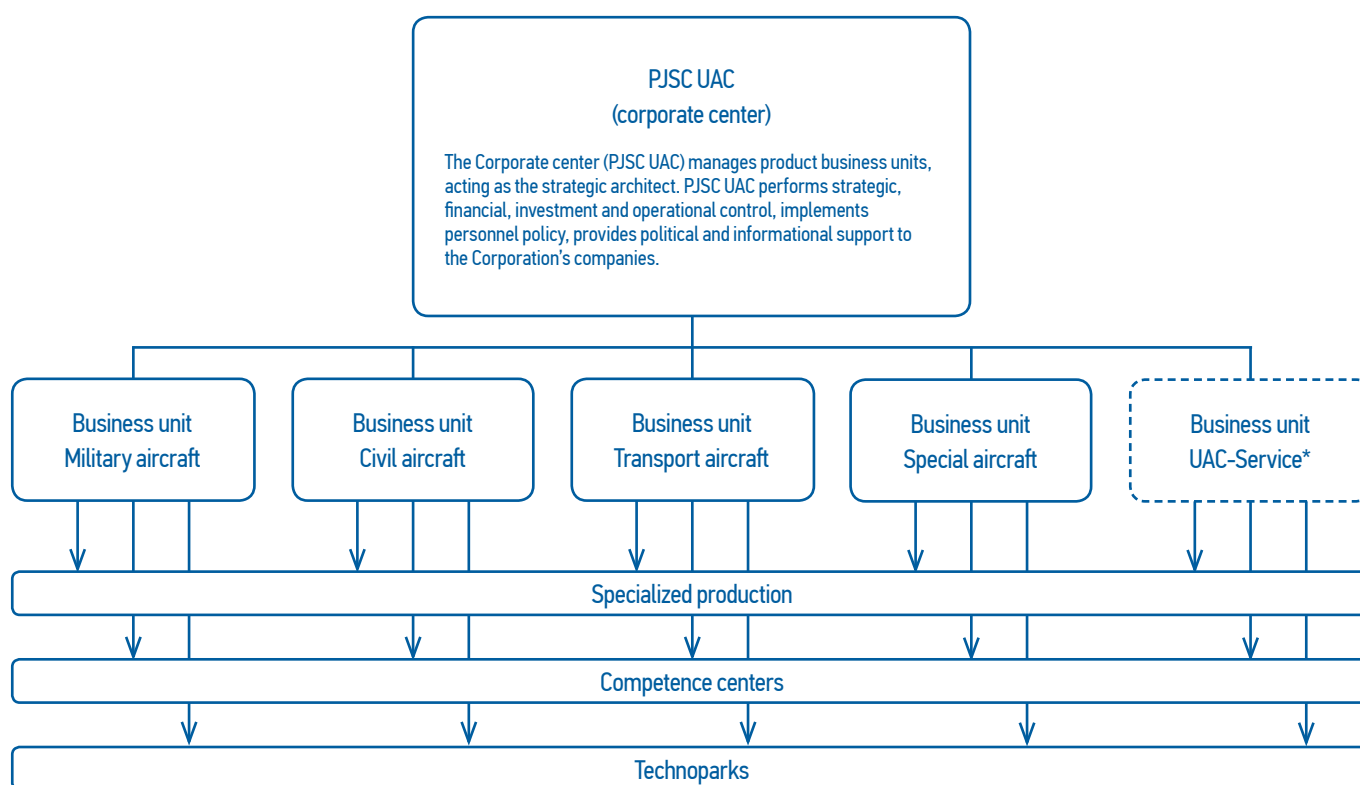 PJSC UAC
(corporate center)
The Corporate center (PJSC UAC) manages product business units,
acting as the strategic architect. PJSC UAC performs strategic,
financial, investment and operational control, implements
personnel policy, provides political and informational support to
the Corporation's companies.
Business unit
Military aircraft
Business unit
Civil aircraft
Business unit
Transport aircraft
Business unit
Special aircraft
Business unit
UAC-Service*
Specialized production
Competence centers
Technoparks